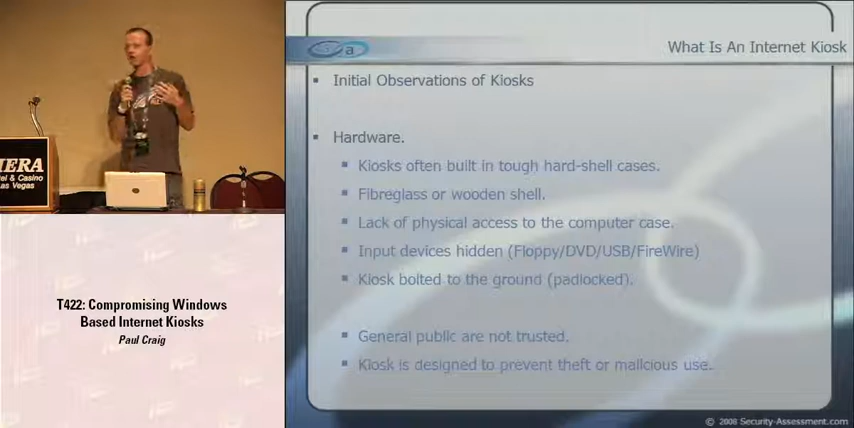 IERA
tel & Casino
as Vegas
T422: Compromising Windows
Based Internet Kiosks
Paul Craig
a
What Is An Internet Kiosk
Initial Observations of Kiosks
Hardware.
Kiosks often built in tough hard-shell cases.
Fibreglass or wooden shell.
Lack of physical access to the computer case.
Input devices hidden (Floppy/DVD/USB/FireWire)
Kiosk bolted to the ground (padlocked).
General public are not trusted.
Kiosk is designed to prevent theft or malicious use.
© 2008 Security-Assessment.com